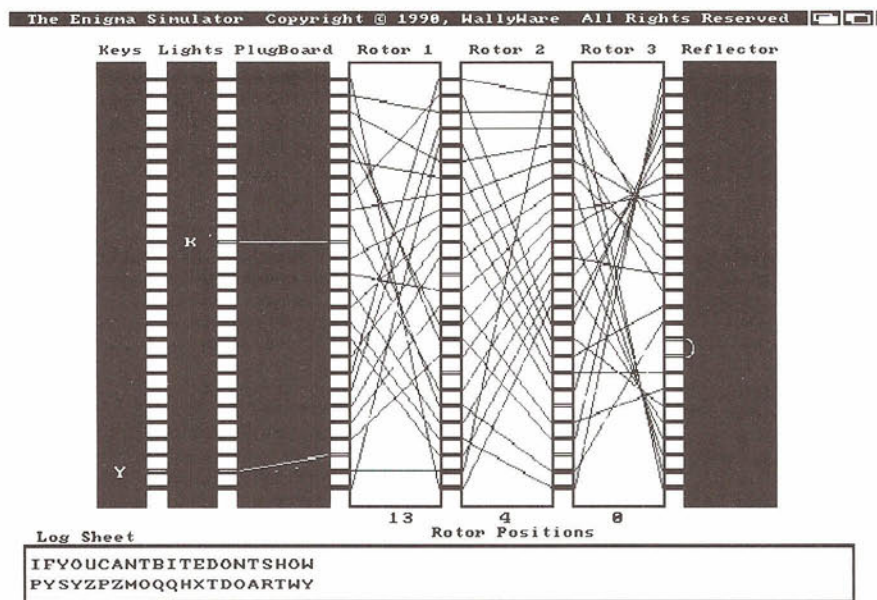 The Enigma Simulator Copyright © 1990, WallyWare All Rights Reserved
Keys Lights PlugBoard Rotor 1 Rotor 2 Rotor 3 Reflector
K
Y
13 4 0
Rotor Positions
Log Sheet
IFYOUCANTBITEDONTSHOW
PYSYZPZMOQQHXTDOARTWY